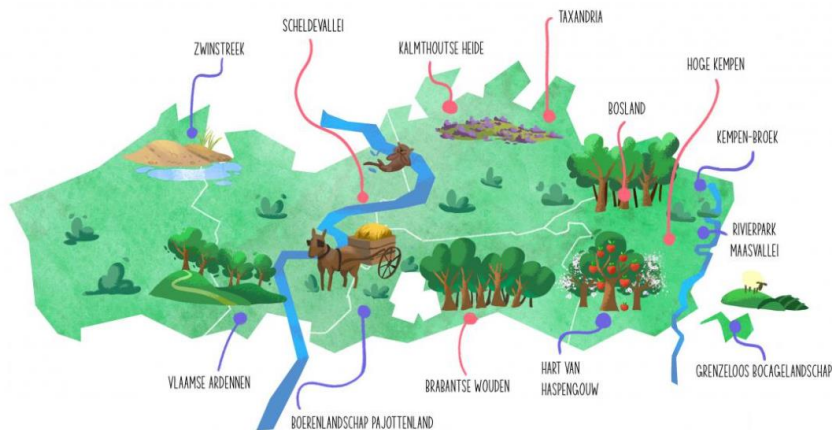 TAXANDRIA
SCHELDEVALLEI
ZWINSTREEK
KALMTHOUTSE HEIDE
HOGE KEMPEN
BOSLAND
KEMPEN-BROEK
RIVIERPARK
MAASVALLEI
VLAAMSE ARDENNEN
BOERENLANDSCHAP PAJOTTENLAND
BRABANTSE WOUDEN
HART VAN
HASPENGOUW
GRENZELOOS BOCAGELANDSCHAP